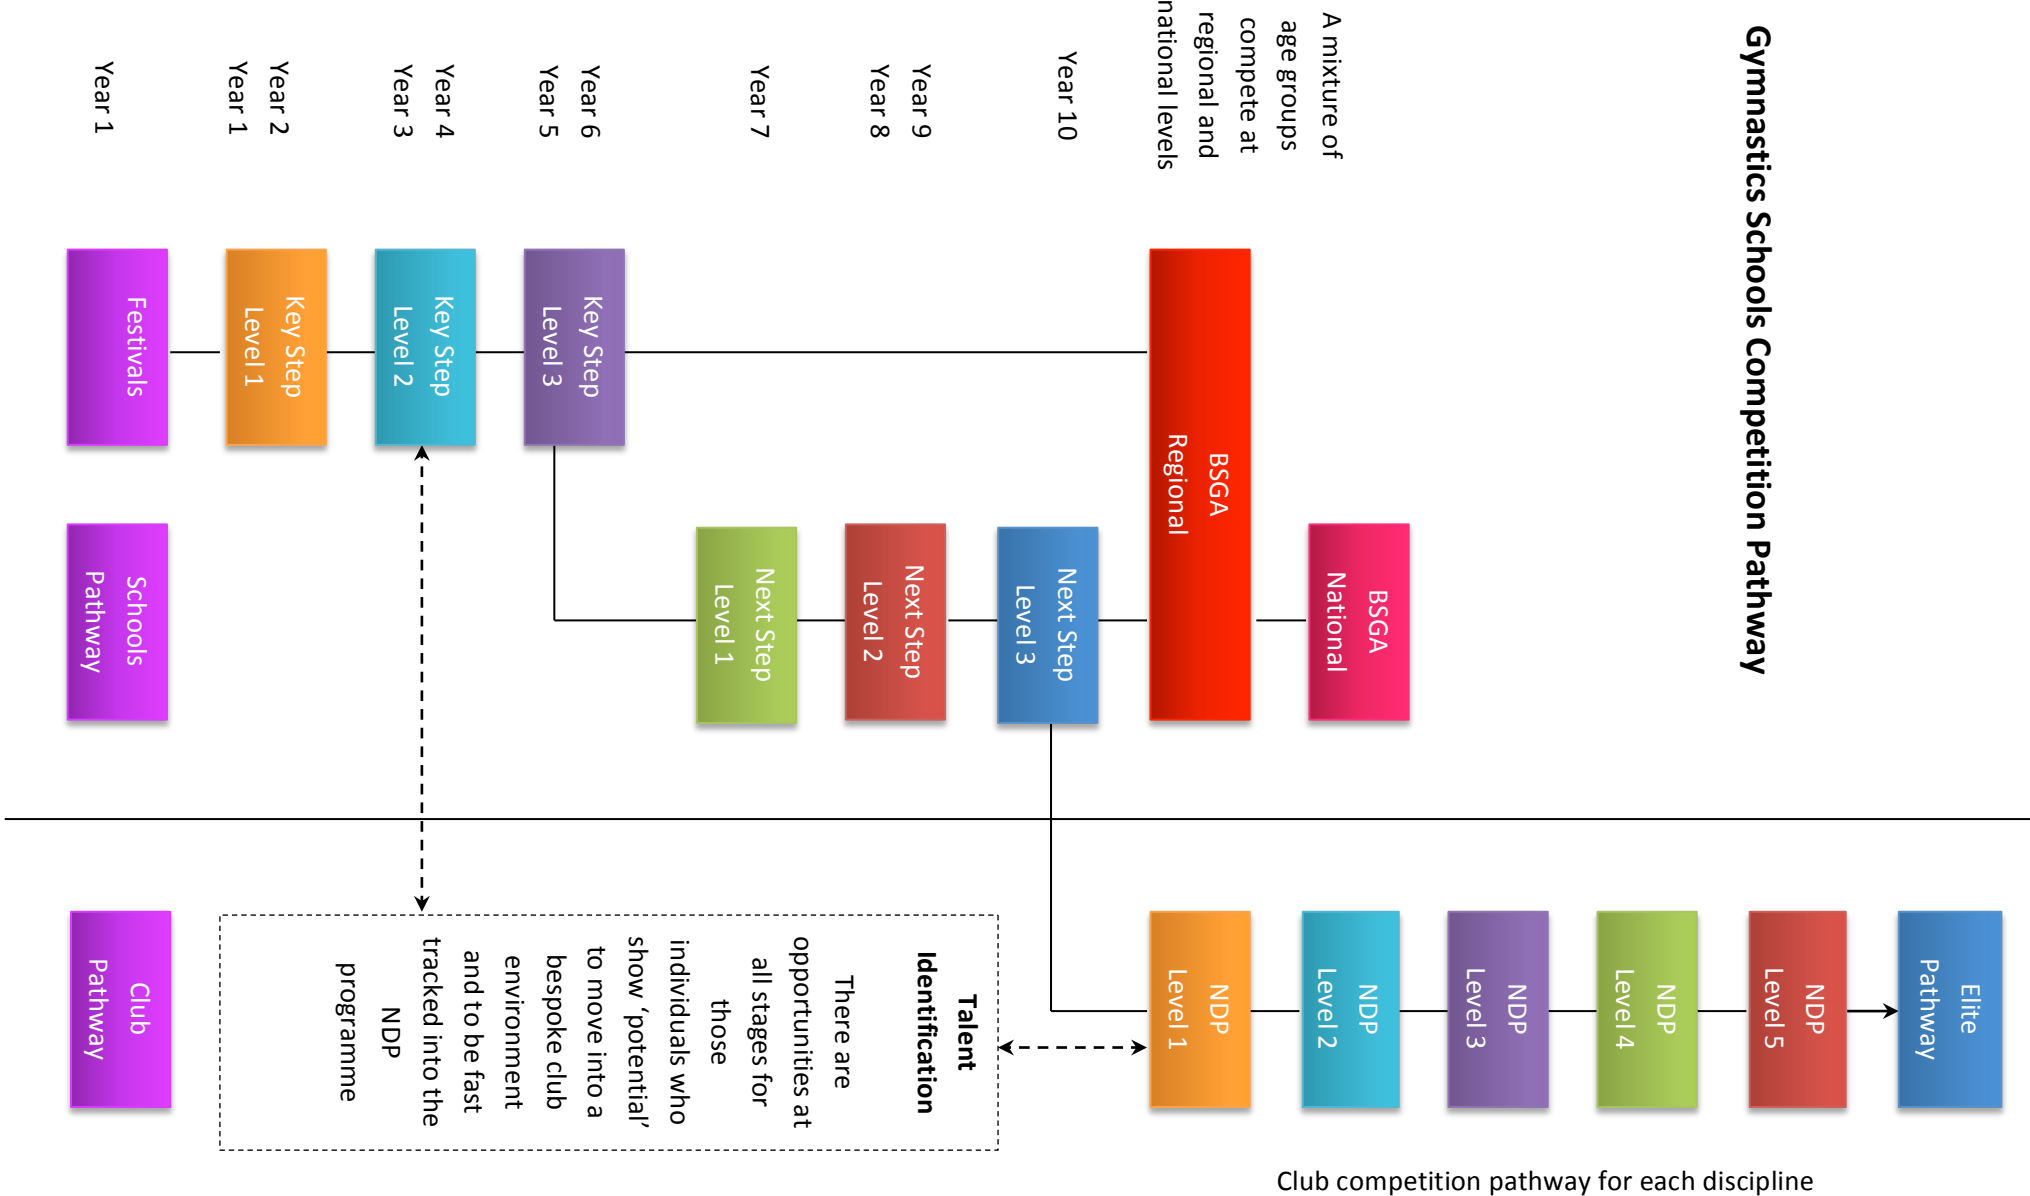 Gymnastics Schools Competition Pathway
A mixture of
age groups
compete at
regional and
national levels
Year 10
Year 9
Year 8
Year 7
Year 6
Year 5
Year 4
Year 3
Year 2
Year 1
Year 1
BSGA
National
BSGA
Regional
Next Step
Level 3
Next Step
Level 2
Next Step
Level 1
Key Step
Level 3
Key Step
Level 2
Key Step
Level 1
Festivals
Schools
Pathway
Elite
Pathway
NDP
Level 5
NDP
Level 4
NDP
Level 3
NDP
Level 2
NDP
Level 1
Talent
Identification
There are
opportunities at
all stages for
those
individuals who
show ‘potential’
to move into a
bespoke club
environment
and to be fast
tracked into the
NDP
programme
Club
Pathway
Club competition pathway for each discipline